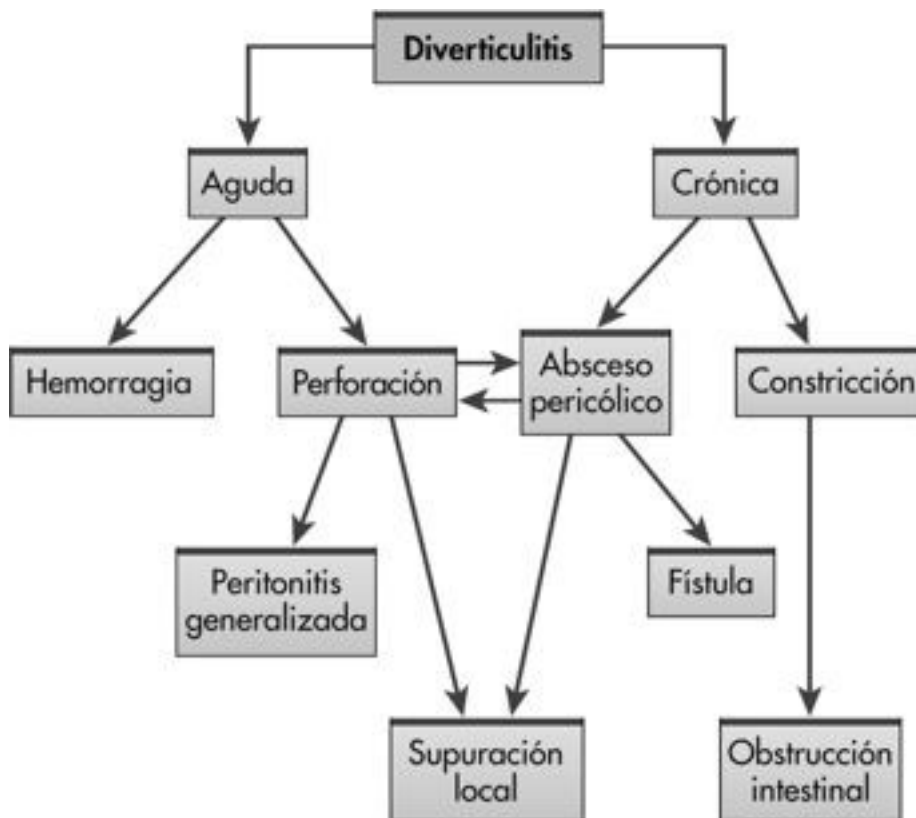 Diverticulitis
Aguda
Crónica
Hemorragia
Perforación
Absceso
pericólico
Constricción
Peritonitis
generalizada
Fístula
Supuración
local
Obstrucción
intestinal